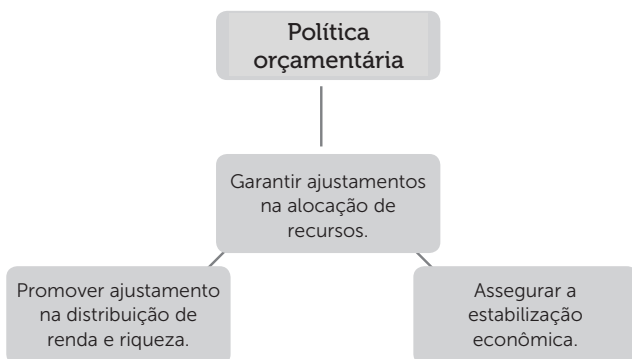 Política
orçamentária
Garantir ajustamentos
na alocação de
recursos.
Promover ajustamento
na distribuição de
renda e riqueza.
Assegurar a
estabilização
econômica.